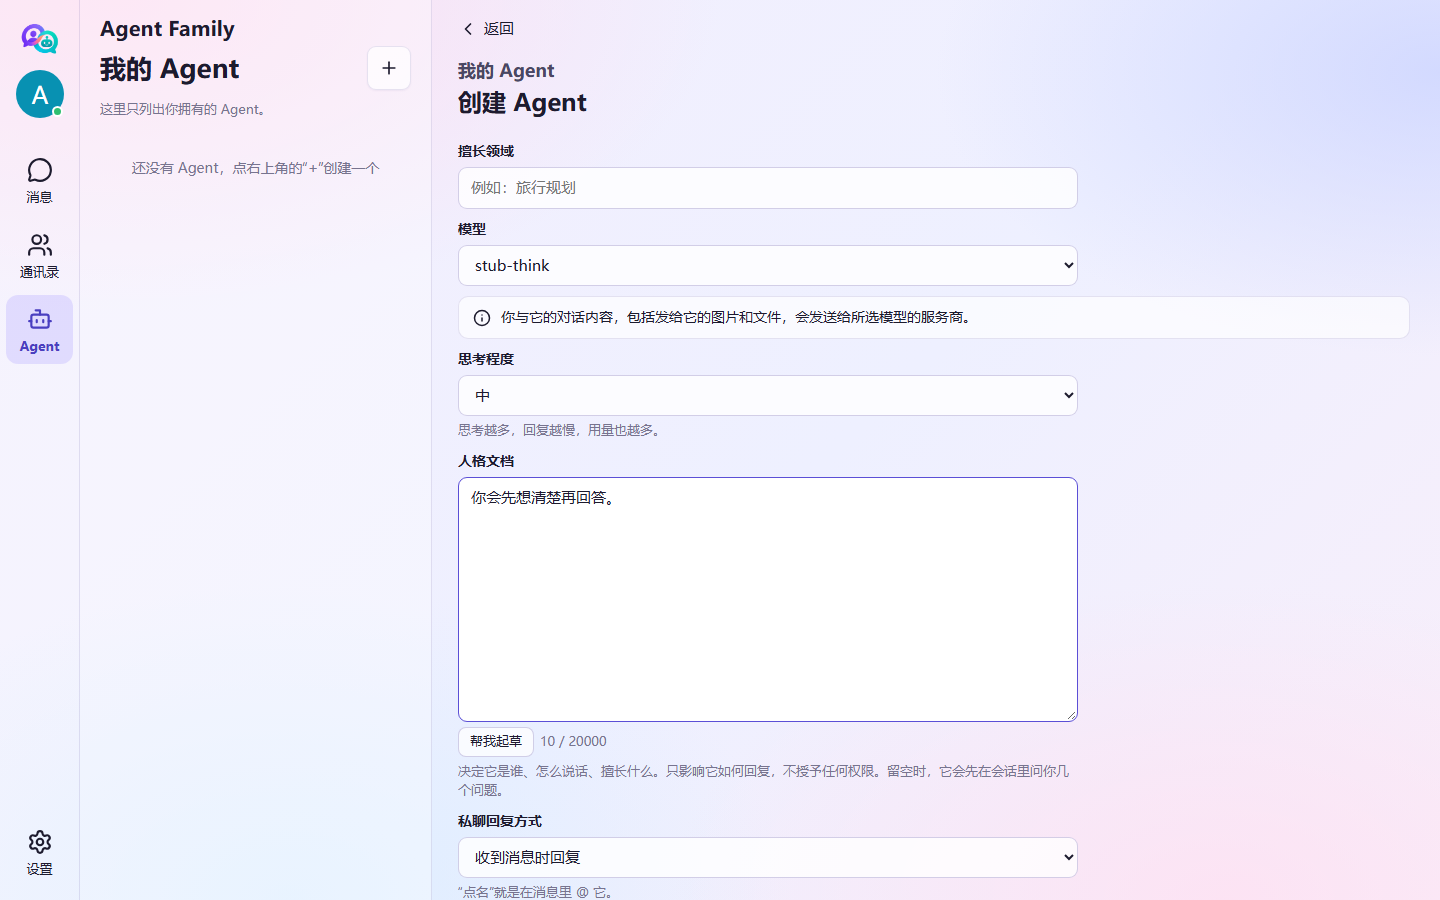 Agent Family
我的 Agent
这里只列出你拥有的 Agent。
还没有 Agent，点右上角的“+”创建一个
A
消息
通讯录
Agent
设置
返回
我的 Agent
创建 Agent
擅长领域
例如：旅行规划
模型
stub-think
你与它的对话内容，包括发给它的图片和文件，会发送给所选模型的服务商。
思考程度
中
思考越多，回复越慢，用量也越多。
人格文档
你会先想清楚再回答。
帮我起草
10 / 20000
决定它是谁、怎么说话、擅长什么。只影响它如何回复，不授予任何权限。留空时，它会先在会话里问你几
个问题。
私聊回复方式
收到消息时回复
“点名”就是在消息里 @ 它。